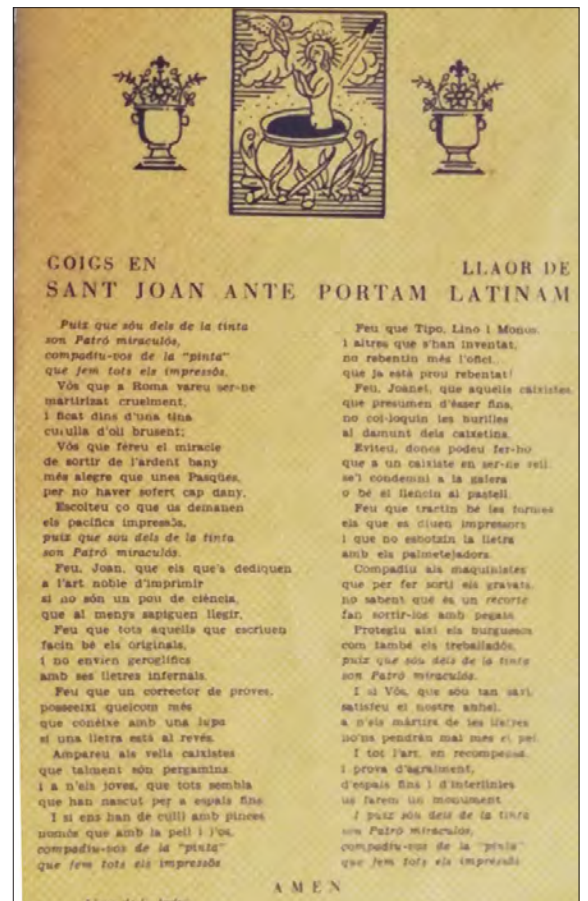 GOIGS EN LLAOR DE
SANT JOAN ANTE PORTAM LATINAM
Puix que sóu dels de la tinta
son Patró miraculós,
compadiu-vos de la "pinta"
que fem tots els impressós.
Vós que a Roma vareu ser-ne
martiritzat cruelment,
i ficat dins d'una tina
curulla d'oli brusent;
Vós que féreu el miracle
de sortir de l'ardent bany
més alegre que unes Pasqües,
per no haver sofert cap dany,
Escolteu ço que us demanen
els pacífics impressós,
puix que sóu dels de la tinta
son Patró miraculós.
Feu, Joan, que els que's dediquen
a l'art noble d'imprimir
si no són un pou de ciència,
que al menys sapiguen llegir,
Feu que tots aquells que escriuen
facin bé els originals,
i no envien geroglífics
amb ses lletres infernals.
Feu que un corrector de proves,
posseeixi quelcom més
que conèixe amb una lupa
si una lletra està al revés.
Ampareu als vells caixistes
que talment són pergamins,
i a n'els joves, que tots sembla
que han nascut per a espais fins.
I si ens han de culli amb pinces
només que amb la pell i l'os,
compadiu-vos de la "pinta"
que fem tots els impressós
Feu que Tipo, Lino i Monos,
i altres que s'han inventat,
no rebentin més l'ofici,
que ja està prou rebentat!
Feu, Joanet, que aquells caixistes
que presumen d'ésser fins,
no col·loquin les burilles
al damunt dels caixetins.
Eviteu, doncs podeu fer-ho
que a un caixista en ser-ne vell,
se'l condemni a la galera
o bé el llencin al pastell.
Feu que tractin bé les formes
els que es diuen impressors
i que no esbotzin la lletra
amb els palmetejadors.
Compadiu als maquinistes
que per fer sorti els gravats,
no sabent què és un recorte
fan sortir-los amb pegats.
Protegiu així els burguesos
com també els treballadós,
puix que sóu dels de la tinta
son Patró miraculós.
I si Vós, que sóu tan savi,
satisfeu el nostre anhel,
a n'els màrtirs de les lletres
no'ns pendràn mai més el pel.
I tot l'art, en recompensa,
i prova d'agraiment,
d'espais fins i d'interlínies
us farem un monument
I puix sóu dels de la tinta
son Patró miraculós,
compadiu-vos de la "pinta"
que fem tots els impressós
AMEN